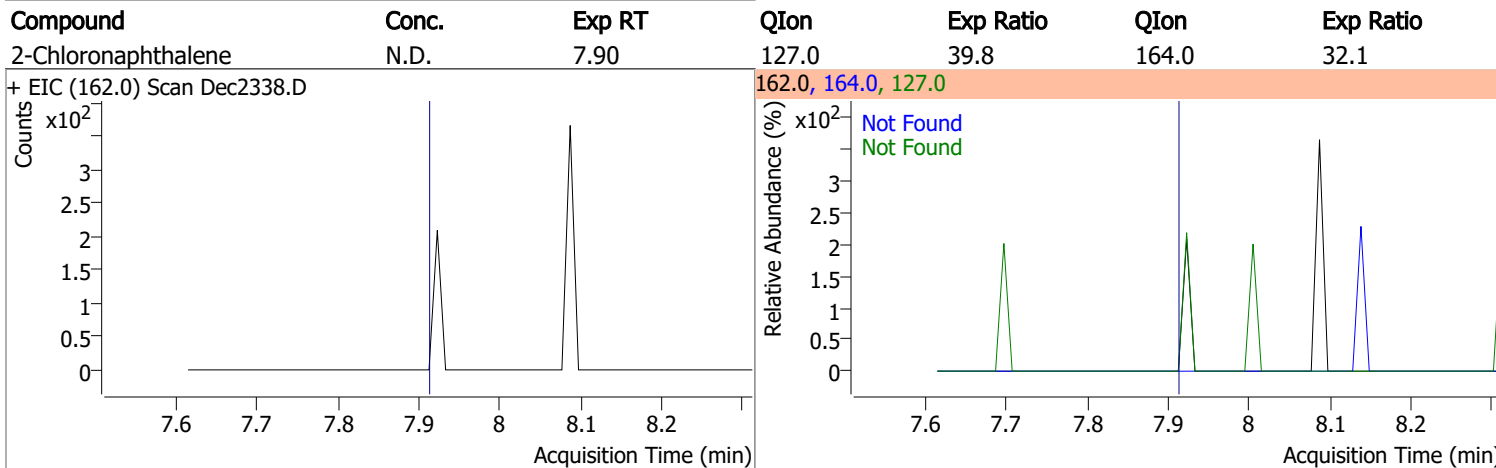 Compound Conc. Exp RT QIon Exp Ratio QIon Exp Ratio
2-Chloronaphthalene N.D. 7.90 127.0 39.8 164.0 32.1
+ EIC (162.0) Scan Dec2338.D
Counts
x10²
3
2.5
2
1.5
1
0.5
0
7.6 7.7 7.8 7.9 8 8.1 8.2
Acquisition Time (min)
162.0, 164.0, 127.0
Relative Abundance (%)
x10²
Not Found
Not Found
3
2.5
2
1.5
1
0.5
0
7.6 7.7 7.8 7.9 8 8.1 8.2
Acquisition Time (min)